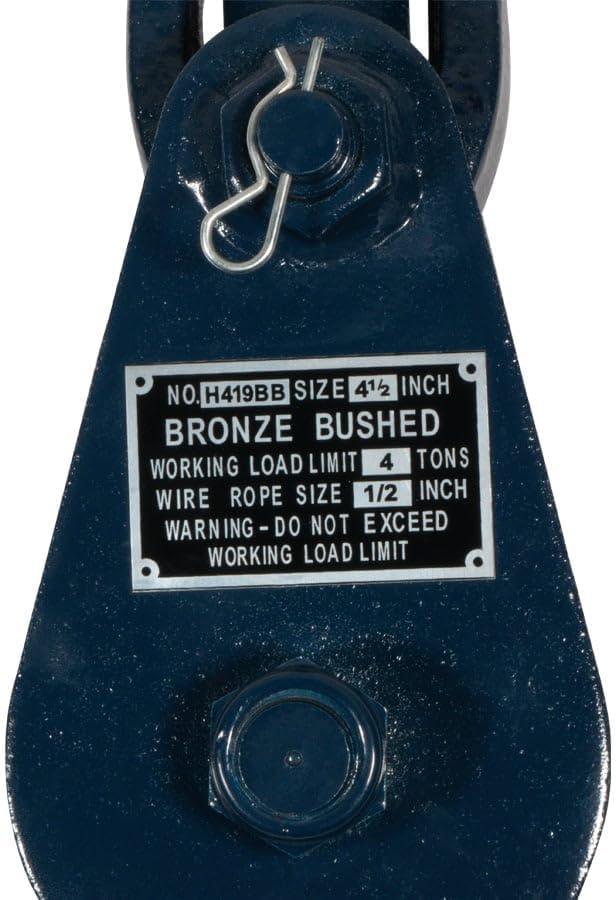 NO. H419BB SIZE 4½ INCH
BRONZE BUSHED
WORKING LOAD LIMIT 4 TONS
WIRE ROPE SIZE 1/2 INCH
WARNING - DO NOT EXCEED
WORKING LOAD LIMIT